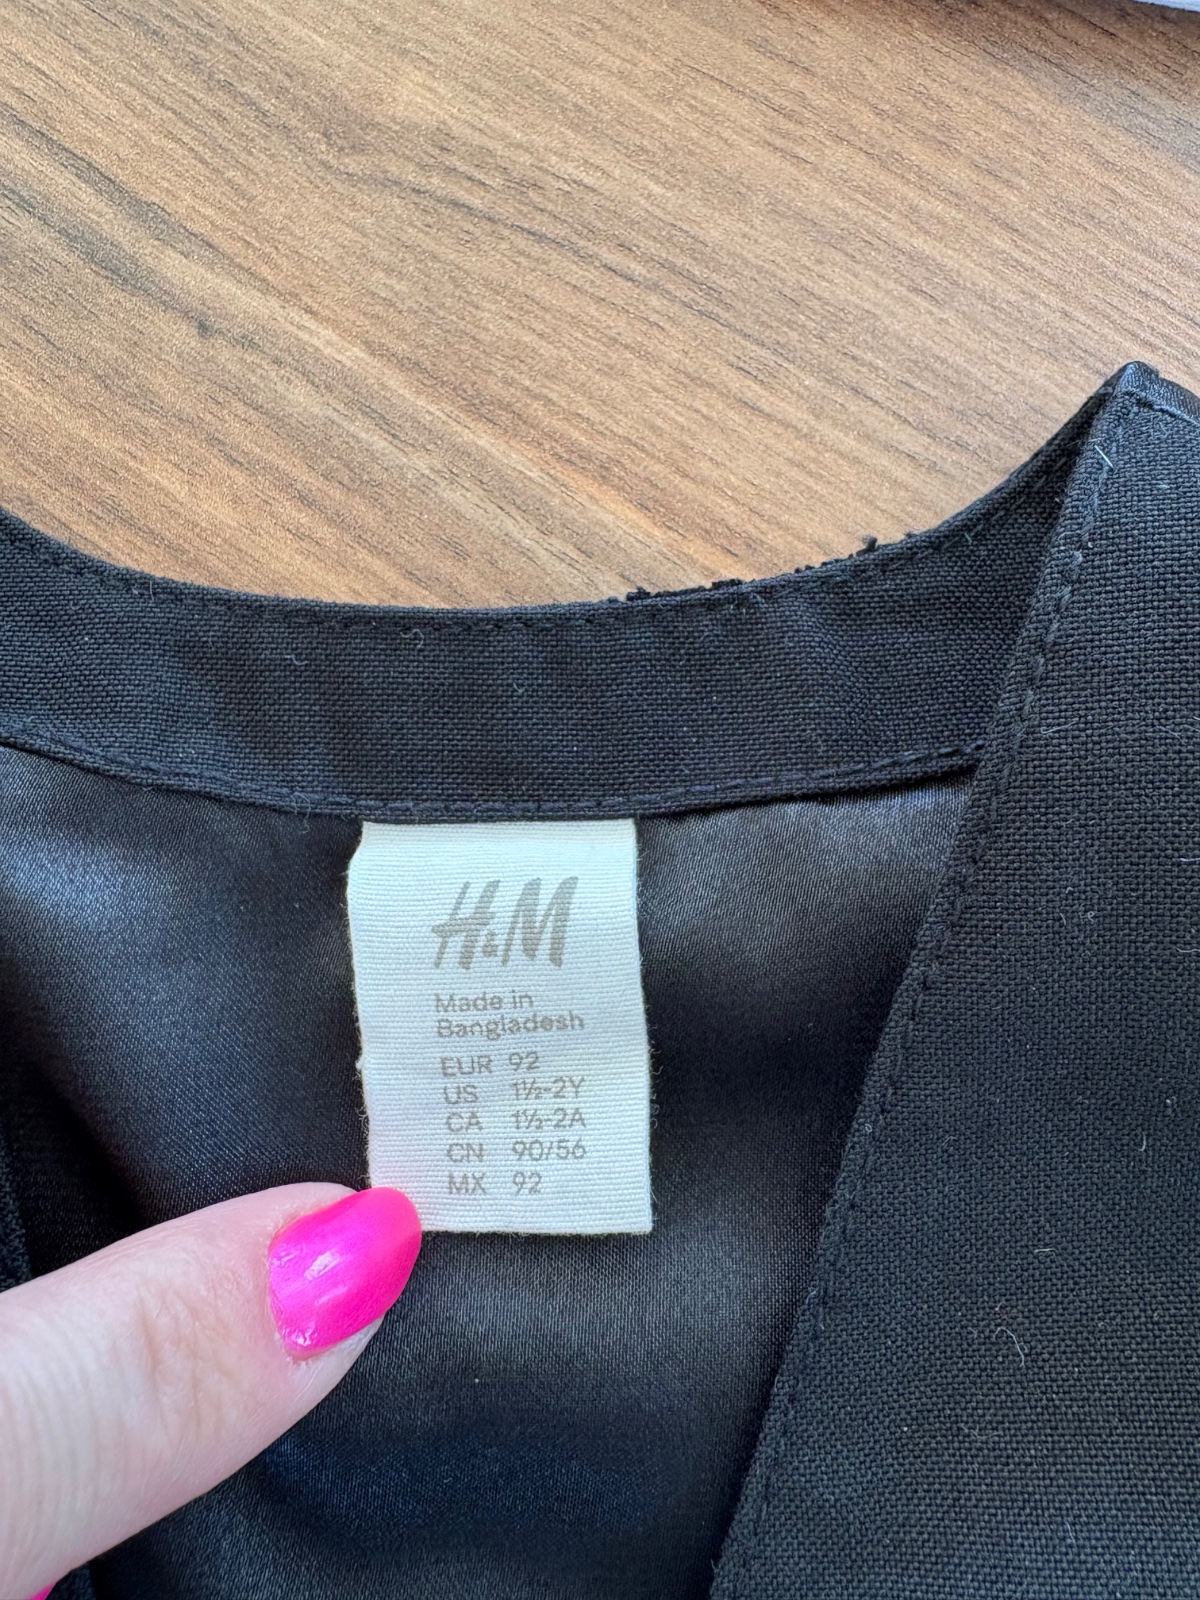 H&M
Made in
Bangladesh
EUR 92
US 1½-2Y
CA 1½-2A
CN 90/56
MX 92